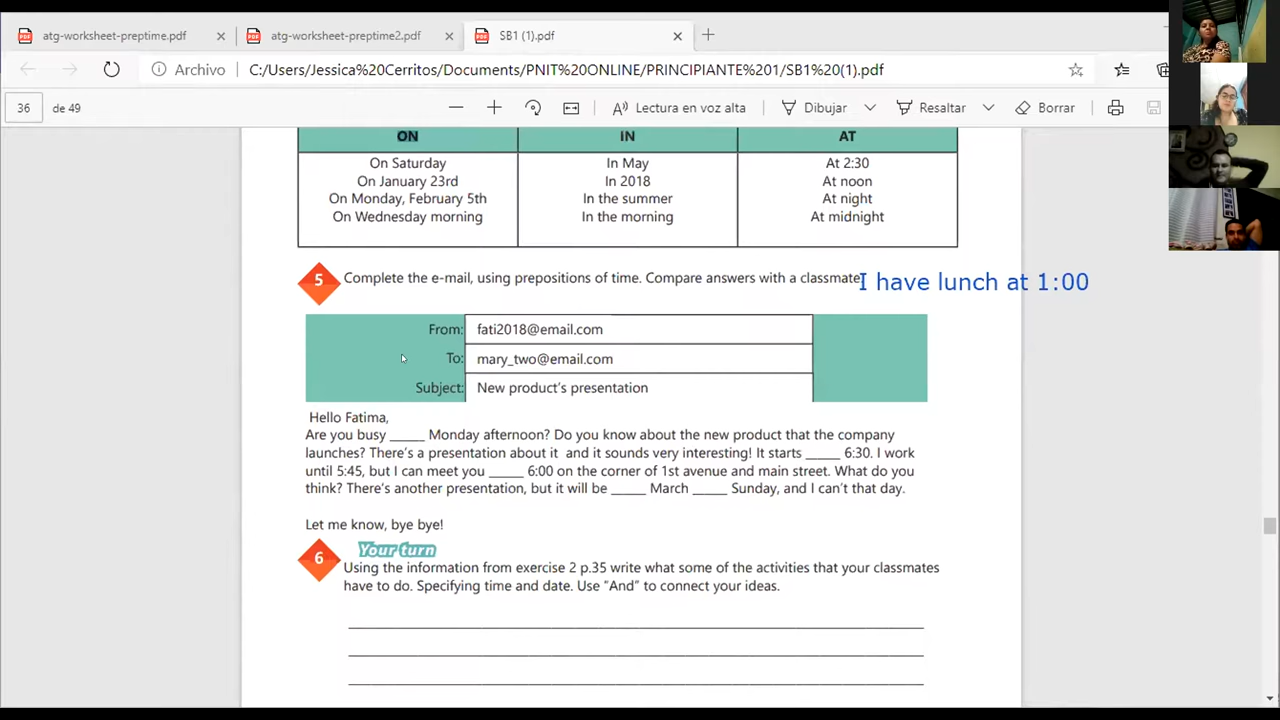 atg-worksheet-preptime.pdf
atg-worksheet-preptime2.pdf
SB1 (1).pdf
Archivo
C:/Users/Jessica%20Cerritos/Documents/PNIT%20ONLINE/PRINCIPIANTE%201/SB1%20(1).pdf
36 de 49
Lectura en voz alta
Dibujar
Resaltar
Borrar
ON IN AT
On Saturday In May At 2:30
On January 23rd In 2018 At noon
On Monday, February 5th In the summer At night
On Wednesday morning In the morning At midnight
5 Complete the e-mail, using prepositions of time. Compare answers with a classmate
I have lunch at 1:00
From: fati2018@email.com
To: mary_two@email.com
Subject: New product's presentation
Hello Fatima,
Are you busy _____ Monday afternoon? Do you know about the new product that the company
launches? There's a presentation about it and it sounds very interesting! It starts _____ 6:30. I work
until 5:45, but I can meet you _____ 6:00 on the corner of 1st avenue and main street. What do you
think? There's another presentation, but it will be _____ March _____ Sunday, and I can't that day.
Let me know, bye bye!
6 Your turn
Using the information from exercise 2 p.35 write what some of the activities that your classmates
have to do. Specifying time and date. Use "And" to connect your ideas.